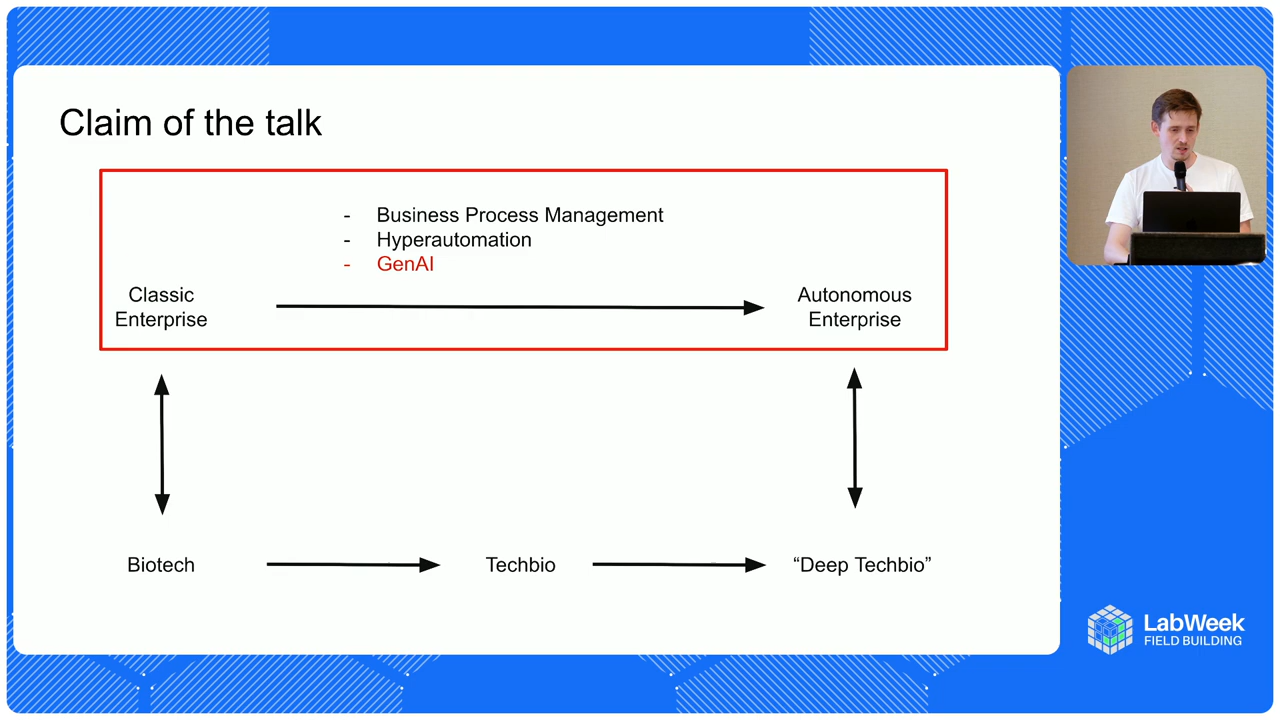 Claim of the talk
- Business Process Management
- Hyperautomation
- GenAI
Classic
Enterprise
Autonomous
Enterprise
Biotech
Techbio
“Deep Techbio”
LabWeek
FIELD BUILDING